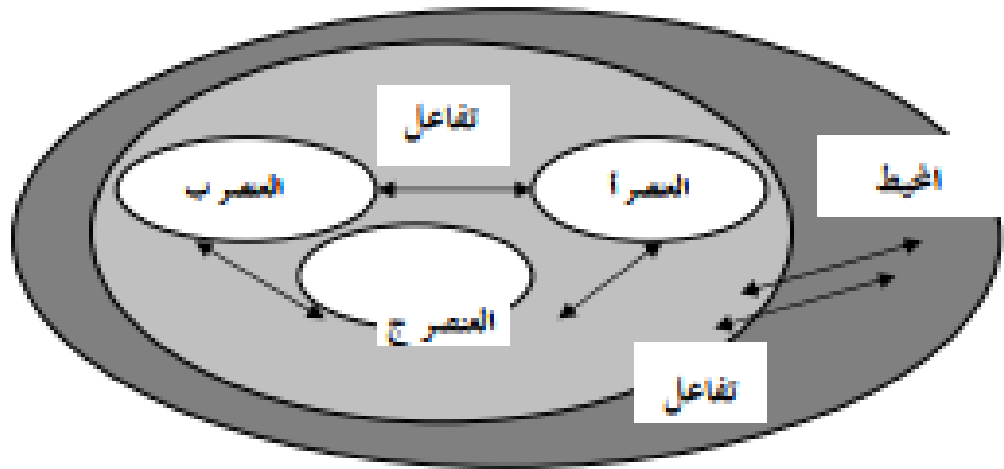 تفاعل
العنصر أ
العنصر ب
المحيط
العنصر ج
تفاعل